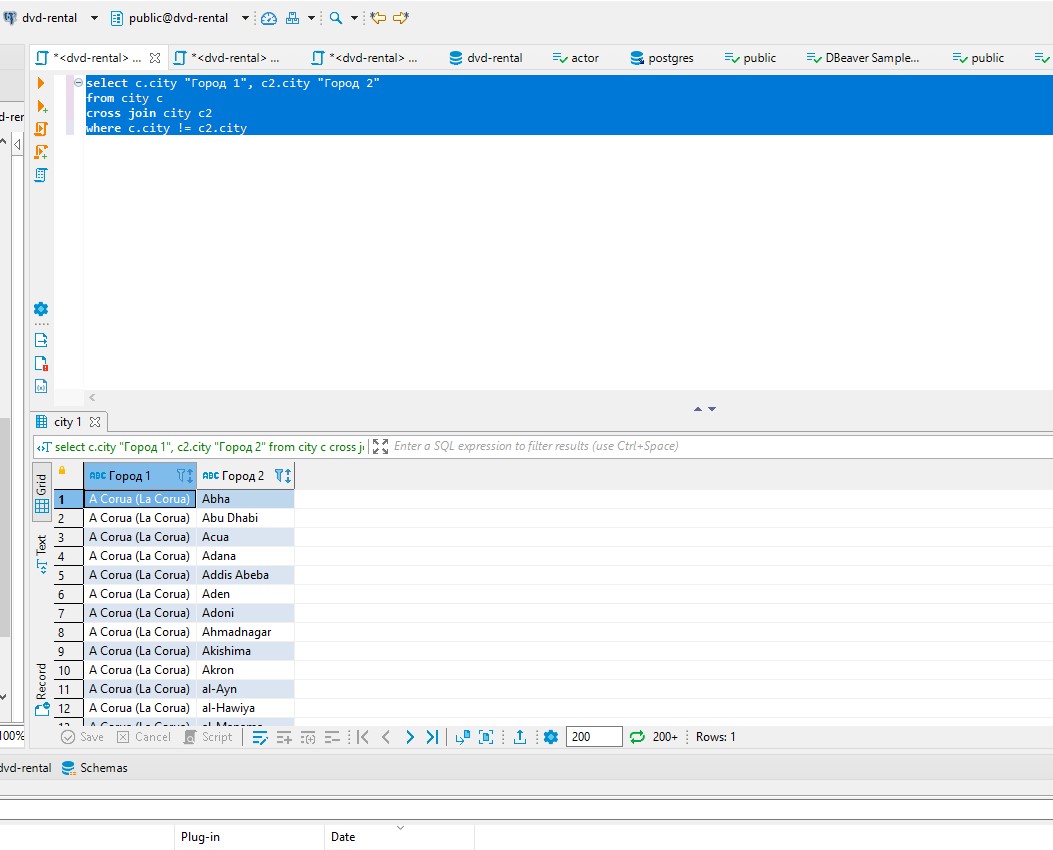 dvd-rental public@dvd-rental
*<dvd-rental> ... *<dvd-rental> ... *<dvd-rental> ... dvd-rental actor postgres public DBeaver Sample... public
select c.city "Город 1", c2.city "Город 2"
from city c
cross join city c2
where c.city != c2.city
city 1
select c.city "Город 1", c2.city "Город 2" from city c cross j
Enter a SQL expression to filter results (use Ctrl+Space)
Grid
Text
Record
ABC Город 1 ABC Город 2
1 A Corua (La Corua) Abha
2 A Corua (La Corua) Abu Dhabi
3 A Corua (La Corua) Acua
4 A Corua (La Corua) Adana
5 A Corua (La Corua) Addis Abeba
6 A Corua (La Corua) Aden
7 A Corua (La Corua) Adoni
8 A Corua (La Corua) Ahmadnagar
9 A Corua (La Corua) Akishima
10 A Corua (La Corua) Akron
11 A Corua (La Corua) al-Ayn
12 A Corua (La Corua) al-Hawiya
100%
Save Cancel Script 200 200+ Rows: 1
dvd-rental Schemas
Plug-in Date